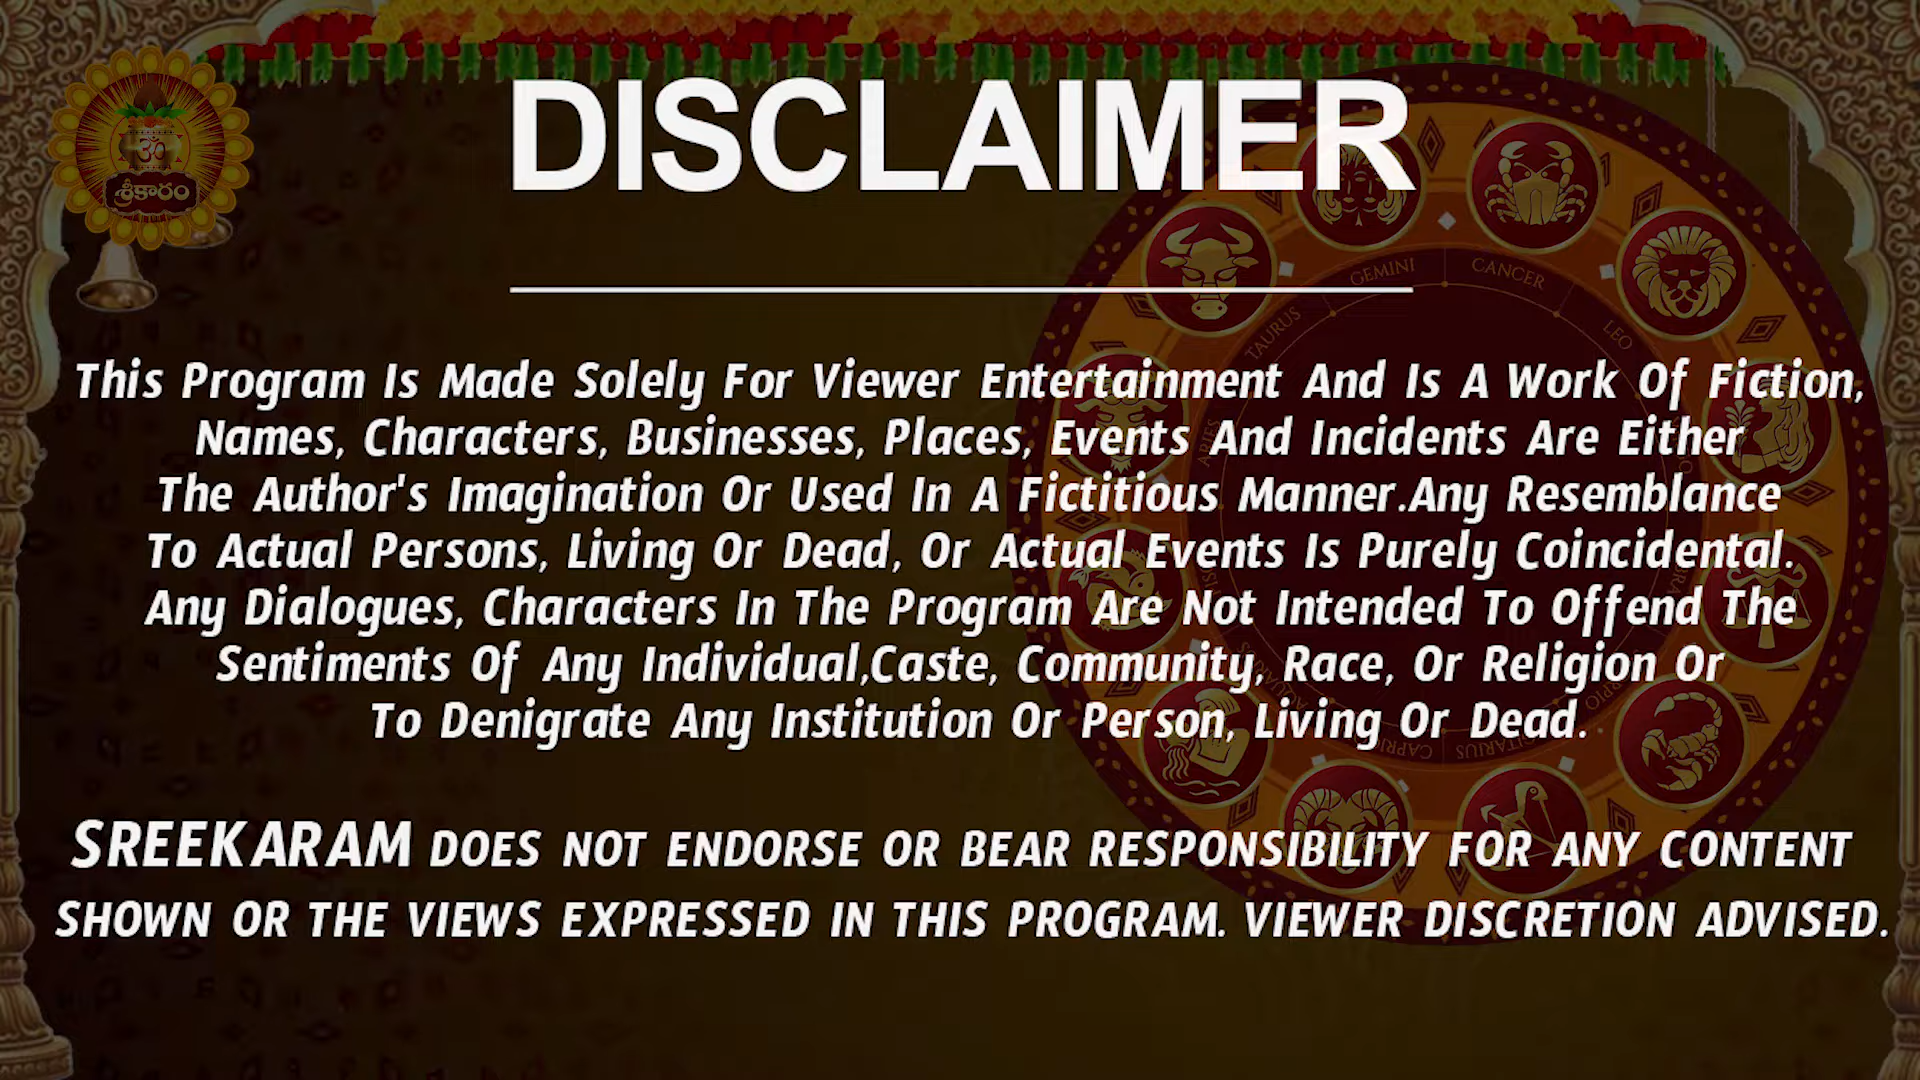 శ్రీకారం
DISCLAIMER
GEMINI
CANCER
TAURUS
LEO
This Program Is Made Solely For Viewer Entertainment And Is A Work Of Fiction,
Names, Characters, Businesses, Places, Events And Incidents Are Either
The Author's Imagination Or Used In A Fictitious Manner.Any Resemblance
To Actual Persons, Living Or Dead, Or Actual Events Is Purely Coincidental.
Any Dialogues, Characters In The Program Are Not Intended To Offend The
Sentiments Of Any Individual,Caste, Community, Race, Or Religion Or
To Denigrate Any Institution Or Person, Living Or Dead.
SREEKARAM DOES NOT ENDORSE OR BEAR RESPONSIBILITY FOR ANY CONTENT
SHOWN OR THE VIEWS EXPRESSED IN THIS PROGRAM. VIEWER DISCRETION ADVISED.